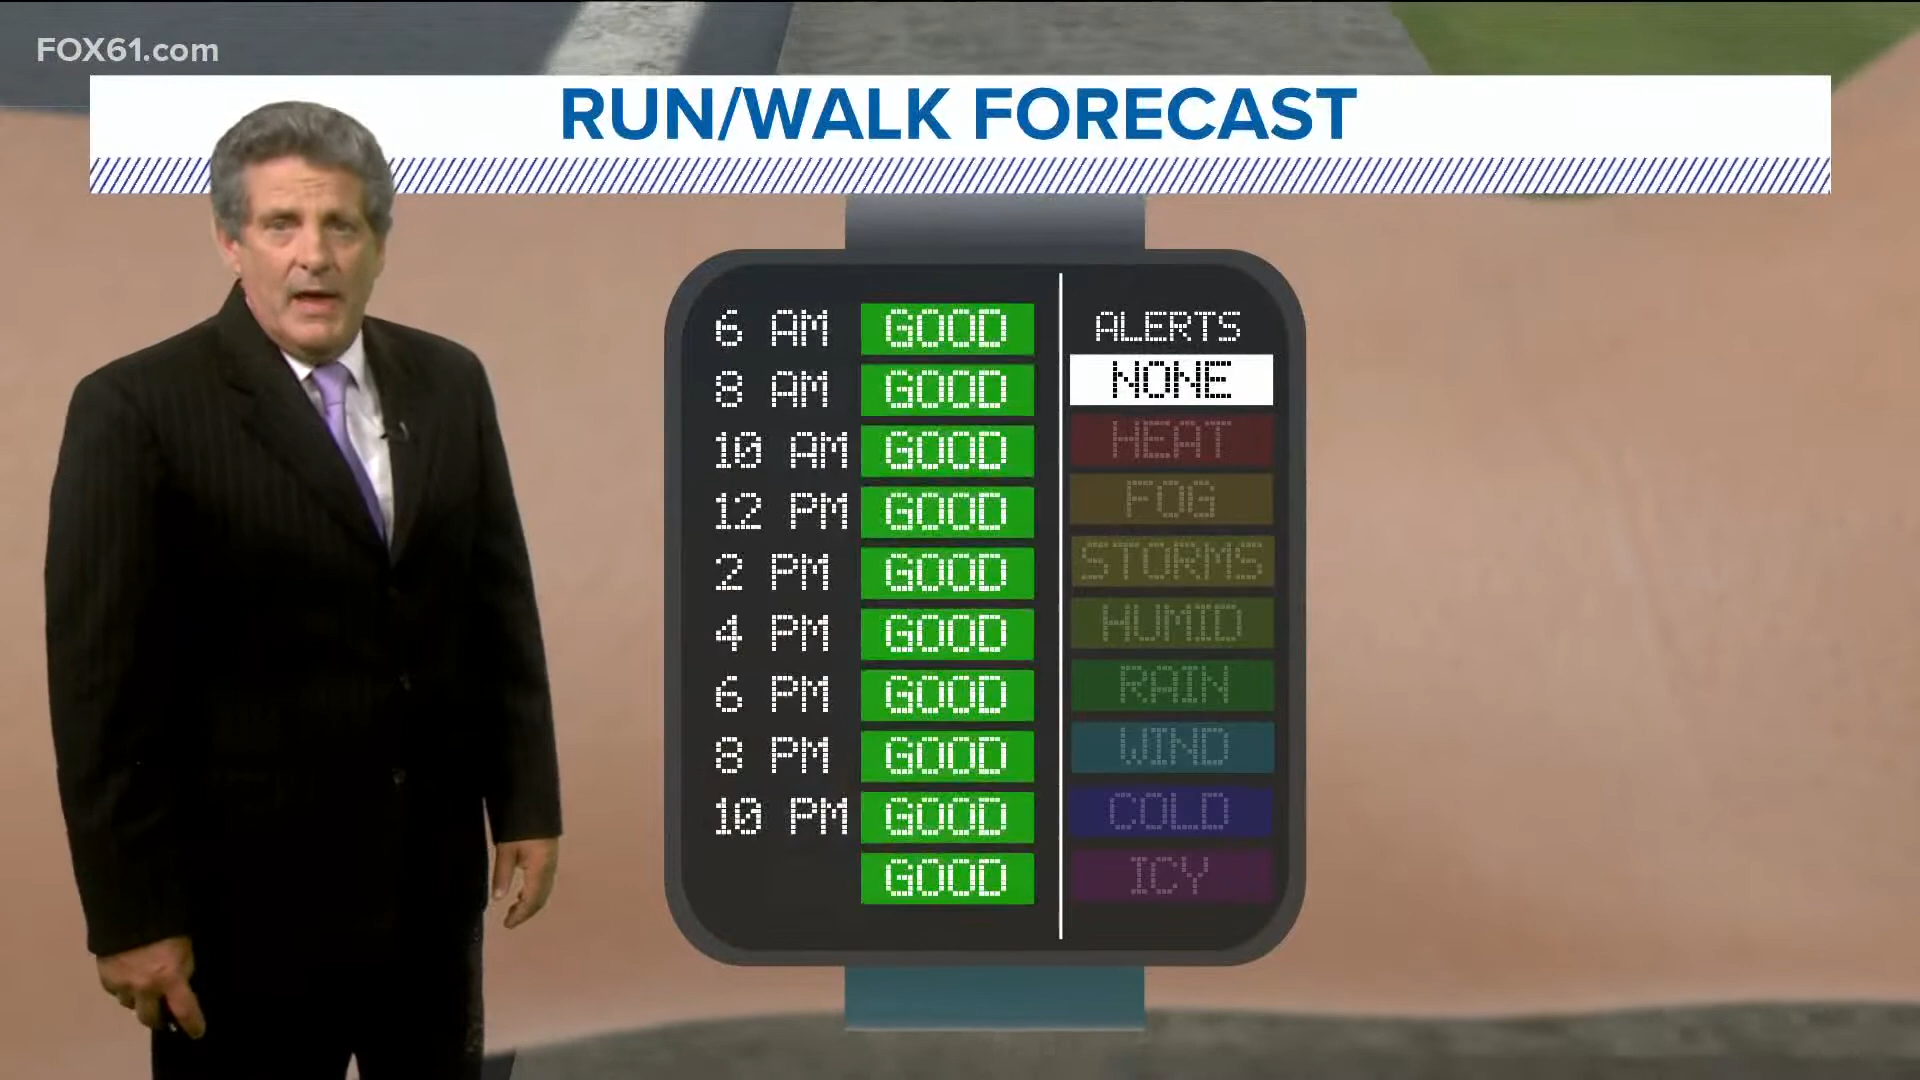 FOX61.com
RUN/WALK FORECAST
6 AM GOOD
8 AM GOOD
10 AM GOOD
12 PM GOOD
2 PM GOOD
4 PM GOOD
6 PM GOOD
8 PM GOOD
10 PM GOOD
GOOD
ALERTS
NONE
HEAT
FOG
STORMS
HUMID
RAIN
WIND
COLD
ICY